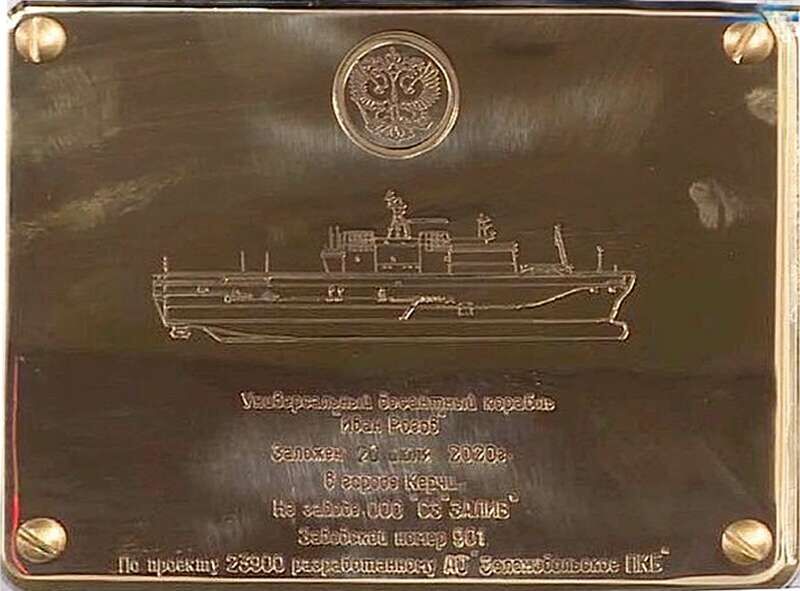 Универсальный десантный корабль
"Иван Рогов"
Заложен 20 июля 2020г.
в городе Керчи
На заводе ООО "СЗ "ЗАЛИВ"
Заводской номер 901
По проекту 23900 разработанному АО "Зеленодольское ПКБ"